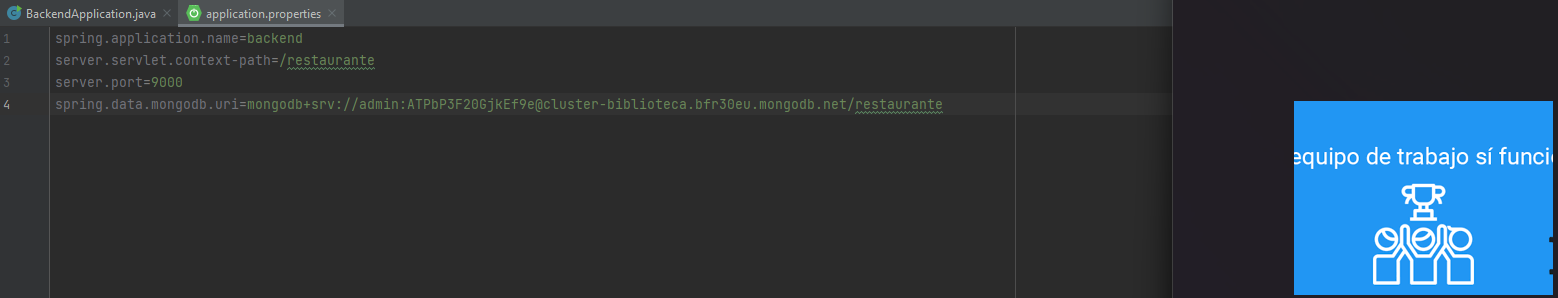 BackendApplication.java
application.properties
1 spring.application.name=backend
2 server.servlet.context-path=/restaurante
3 server.port=9000
4 spring.data.mongodb.uri=mongodb+srv://admin:ATPbP3F20GjkEf9e@cluster-biblioteca.bfr30eu.mongodb.net/restaurante
equipo de trabajo sí funci